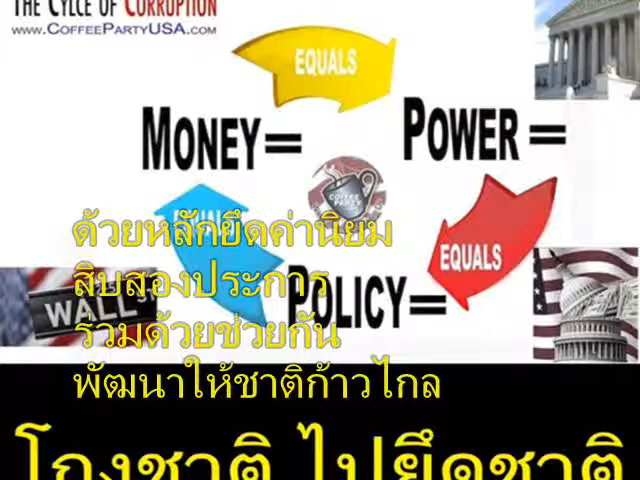 THE CYLCE OF CORRUPTION
WWW.COFFEEPARTYUSA.COM
EQUALS
MONEY=
POWER =
COFFEE
PARTY
EQUALS
ด้วยหลักยึดค่านิยม
สิบสองประการ
WALL ST
POLICY=
ร่วมด้วยช่วยกัน
พัฒนาให้ชาติก้าวไกล
โกงชาติ ไปยึดชาติ